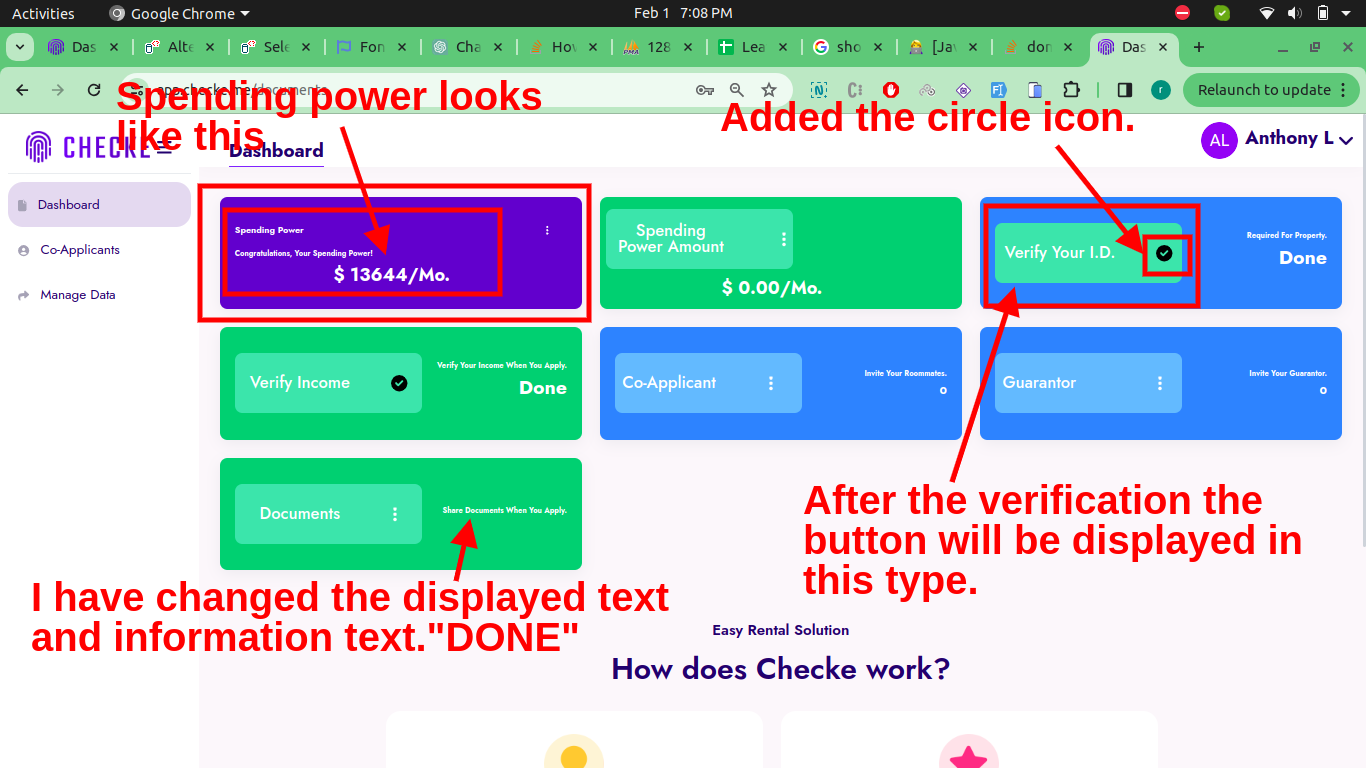 Activities
Google Chrome
Feb 1 7:08 PM
Das
Alte
Sele
Fon
Cha
Hov
128
Lea
sho
[Ja
don
Das
app.checke.me/documents
Relaunch to update
r
Spending power looks
like this
Added the circle icon.
CHECKE
Dashboard
AL
Anthony L
Dashboard
Co-Applicants
Manage Data
Spending Power
Congratulations, Your Spending Power!
$ 13644/Mo.
Spending
Power Amount
$ 0.00/Mo.
Verify Your I.D.
Required For Property.
Done
Verify Income
Verify Your Income When You Apply.
Done
Co-Applicant
Invite Your Roommates.
0
Guarantor
Invite Your Guarantor.
0
Documents
Share Documents When You Apply.
After the verification the
button will be displayed in
this type.
I have changed the displayed text
and information text."DONE"
Easy Rental Solution
How does Checke work?